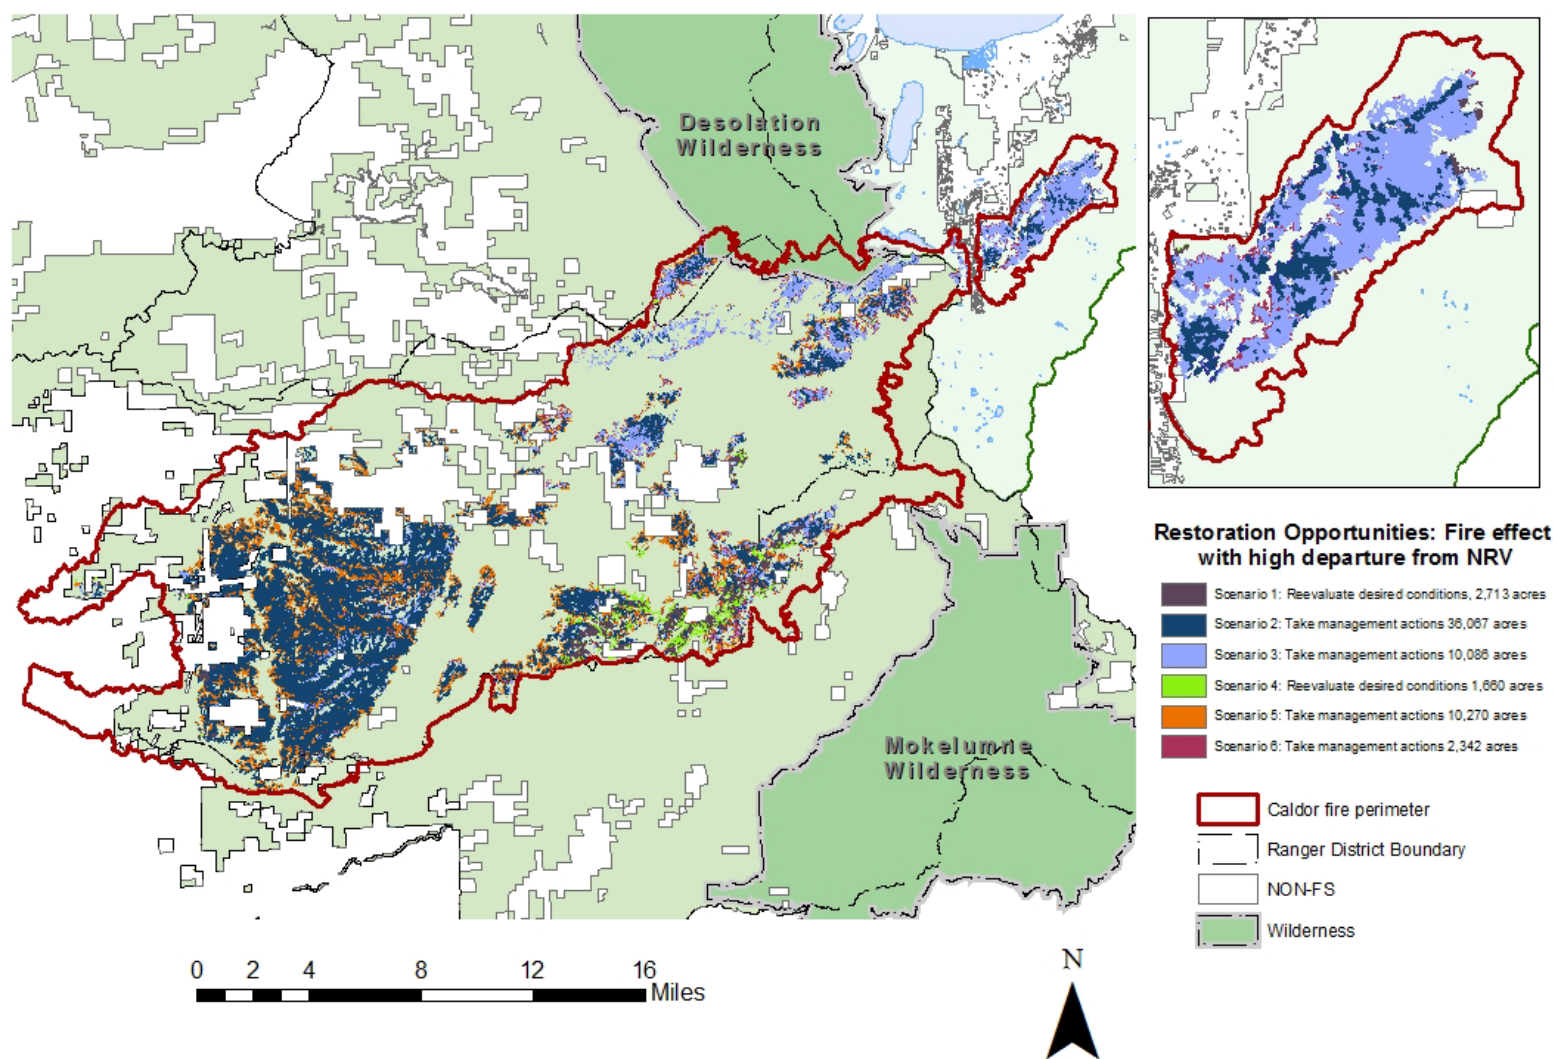 Desolation
Wilderness
Mokelumne
Wilderness
Restoration Opportunities: Fire effect
with high departure from NRV
Scenario 1: Reevaluate desired conditions, 2,713 acres
Scenario 2: Take management actions 36,067 acres
Scenario 3: Take management actions 10,086 acres
Scenario 4: Reevaluate desired conditions 1,660 acres
Scenario 5: Take management actions 10,270 acres
Scenario 6: Take management actions 2,342 acres
Caldor fire perimeter
Ranger District Boundary
NON-FS
Wilderness
0 2 4 8 12 16
Miles
N